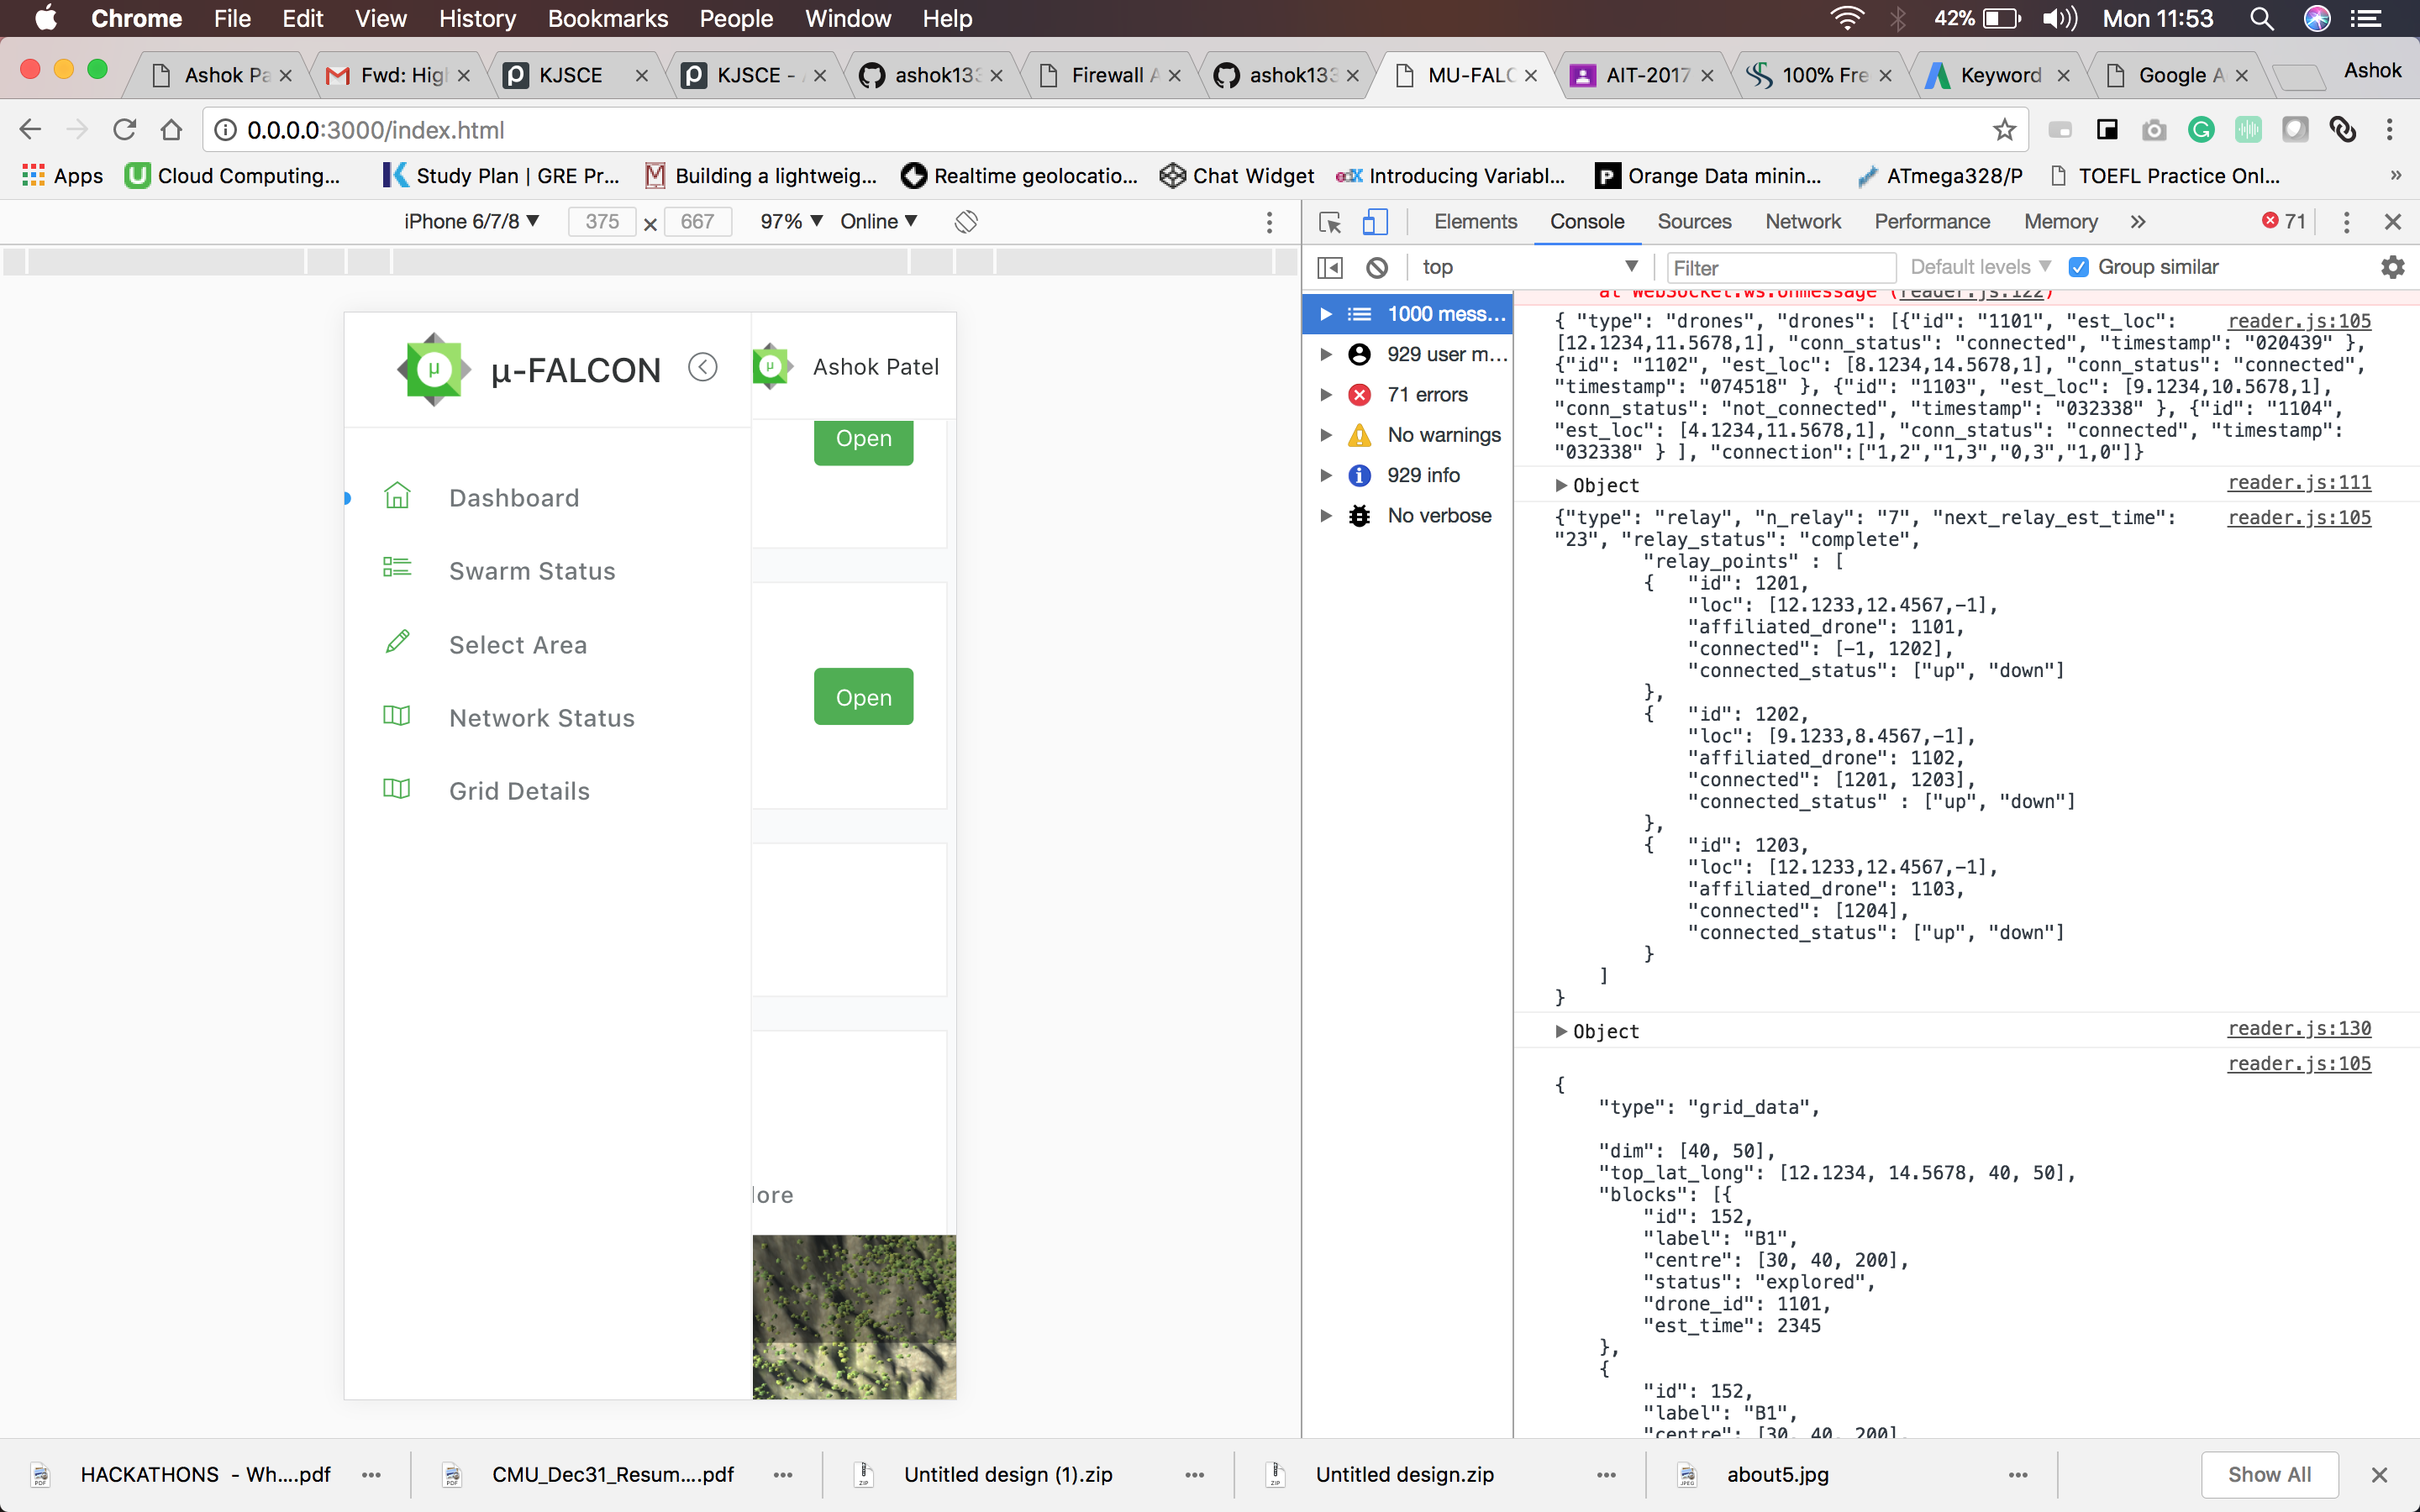 Chrome File Edit View History Bookmarks People Window Help 42% Mon 11:53
Ashok Pa Fwd: Hig KJSCE KJSCE - ashok133 Firewall A ashok133 MU-FALC AIT-2017 100% Fre Keyword Google A Ashok
0.0.0.0:3000/index.html
Apps Cloud Computing... Study Plan | GRE Pr... Building a lightweig... Realtime geolocatio... Chat Widget Introducing Variabl... Orange Data minin... ATmega328/P TOEFL Practice Onl... »
iPhone 6/7/8 375 x 667 97% Online
Elements Console Sources Network Performance Memory » 71
top Filter Default levels Group similar
µ-FALCON
µ
Ashok Patel
Open
Dashboard
Swarm Status
Select Area
Open
Network Status
Grid Details
lore
1000 mess...
929 user m...
71 errors
No warnings
929 info
No verbose
at WebSocket.ws.onmessage (reader.js:122)
{ "type": "drones", "drones": [{"id": "1101", "est_loc": reader.js:105
[12.1234,11.5678,1], "conn_status": "connected", "timestamp": "020439" },
{"id": "1102", "est_loc": [8.1234,14.5678,1], "conn_status": "connected",
"timestamp": "074518" }, {"id": "1103", "est_loc": [9.1234,10.5678,1],
"conn_status": "not_connected", "timestamp": "032338" }, {"id": "1104",
"est_loc": [4.1234,11.5678,1], "conn_status": "connected", "timestamp":
"032338" } ], "connection":["1,2","1,3","0,3","1,0"]}
Object reader.js:111
{"type": "relay", "n_relay": "7", "next_relay_est_time": reader.js:105
"23", "relay_status": "complete",
"relay_points" : [
{ "id": 1201,
"loc": [12.1233,12.4567,-1],
"affiliated_drone": 1101,
"connected": [-1, 1202],
"connected_status": ["up", "down"]
},
{ "id": 1202,
"loc": [9.1233,8.4567,-1],
"affiliated_drone": 1102,
"connected": [1201, 1203],
"connected_status" : ["up", "down"]
},
{ "id": 1203,
"loc": [12.1233,12.4567,-1],
"affiliated_drone": 1103,
"connected": [1204],
"connected_status": ["up", "down"]
}
]
}
Object reader.js:130
reader.js:105
{
"type": "grid_data",
"dim": [40, 50],
"top_lat_long": [12.1234, 14.5678, 40, 50],
"blocks": [{
"id": 152,
"label": "B1",
"centre": [30, 40, 200],
"status": "explored",
"drone_id": 1101,
"est_time": 2345
},
{
"id": 152,
"label": "B1",
"centre": [30, 40, 200],
HACKATHONS - Wh....pdf CMU_Dec31_Resum....pdf Untitled design (1).zip Untitled design.zip about5.jpg Show All